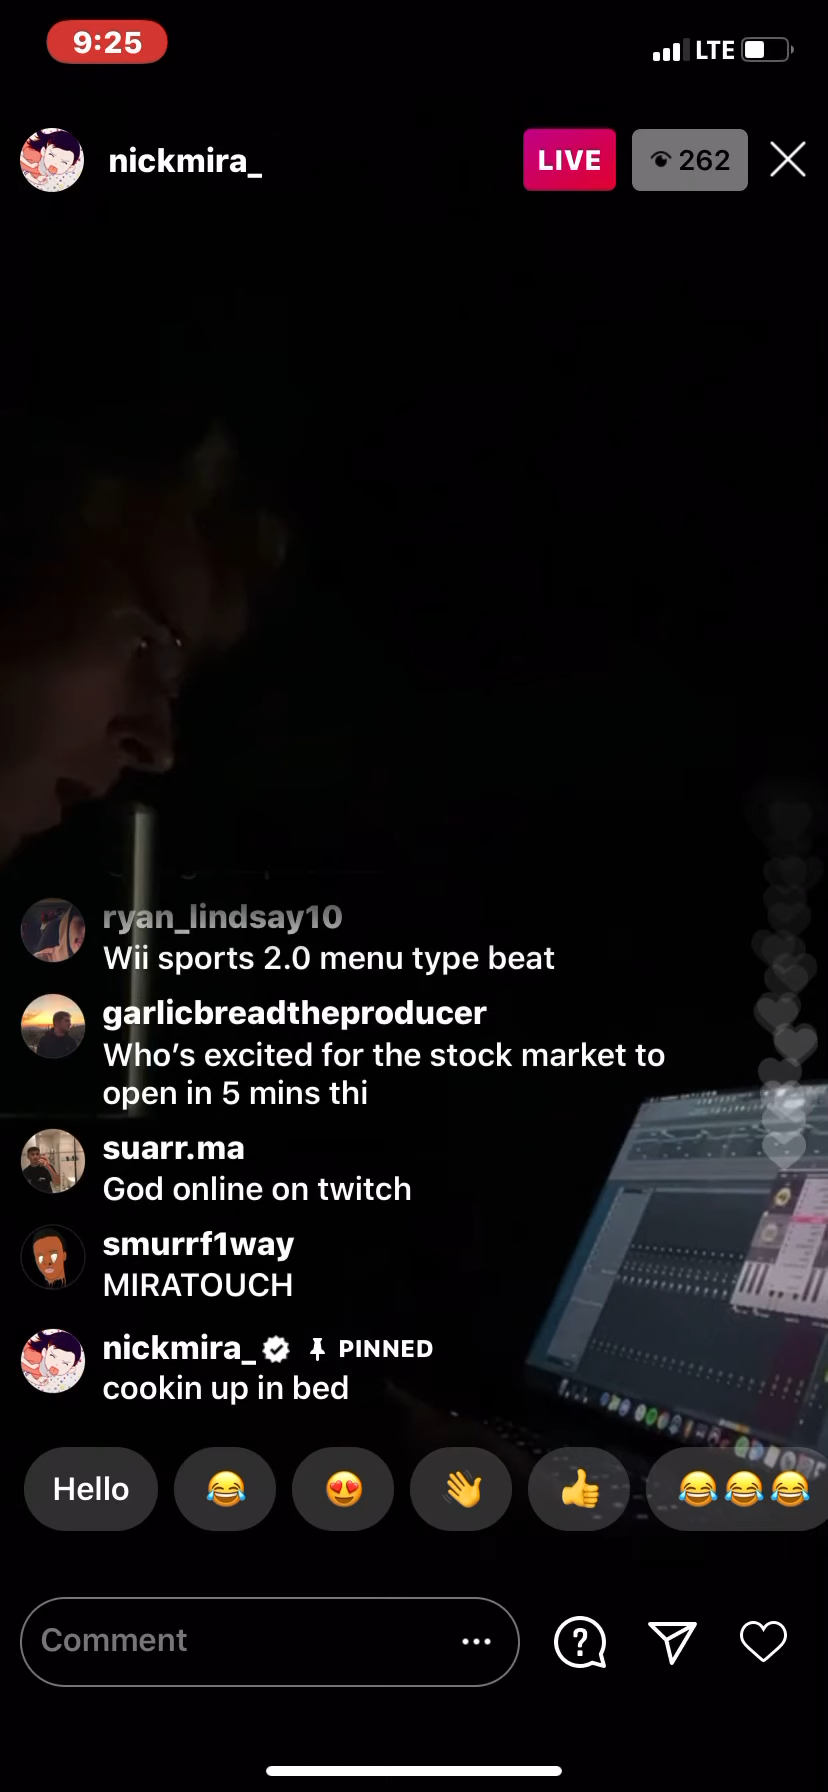 9:25
LTE
nickmira_
LIVE
262
ryan_lindsay10
Wii sports 2.0 menu type beat
garlicbreadtheproducer
Who’s excited for the stock market to
open in 5 mins thi
suarr.ma
God online on twitch
smurrf1way
MIRATOUCH
nickmira_ PINNED
cookin up in bed
Hello 😂 😍 👋 👍 😂😂😂
Comment